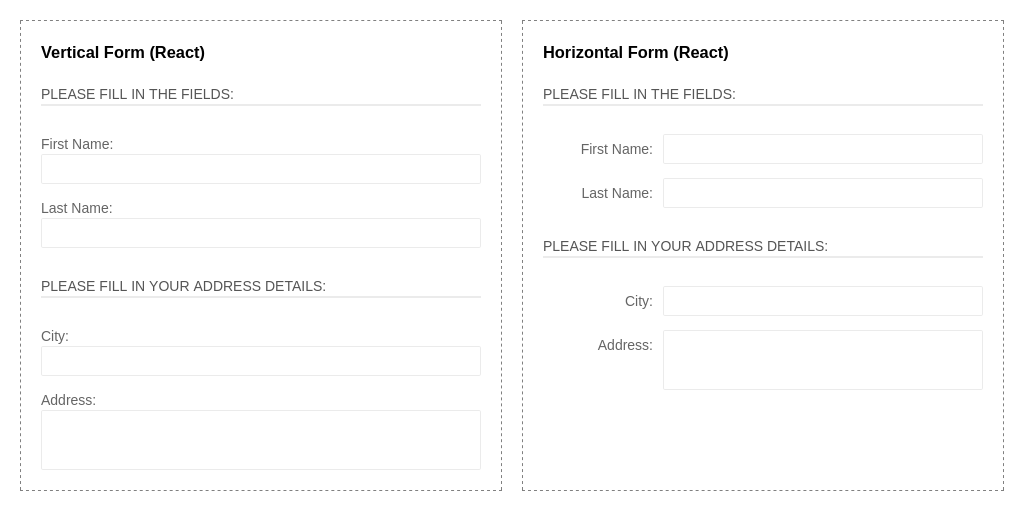 Vertical Form (React)
PLEASE FILL IN THE FIELDS:
First Name:
Last Name:
PLEASE FILL IN YOUR ADDRESS DETAILS:
City:
Address:
Horizontal Form (React)
PLEASE FILL IN THE FIELDS:
First Name:
Last Name:
PLEASE FILL IN YOUR ADDRESS DETAILS:
City:
Address: